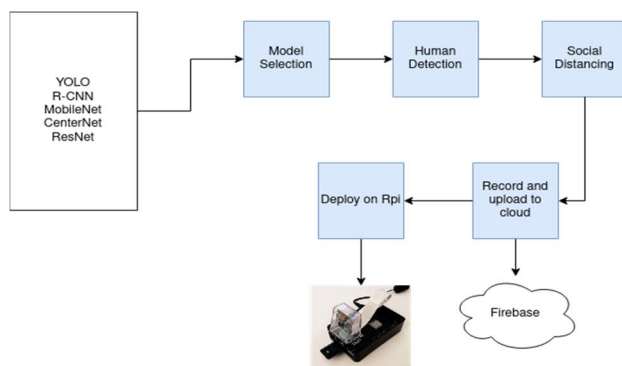 YOLO
R-CNN
MobileNet
CenterNet
ResNet
Model
Selection
Human
Detection
Social
Distancing
Record and
upload to
cloud
Deploy on Rpi
Firebase